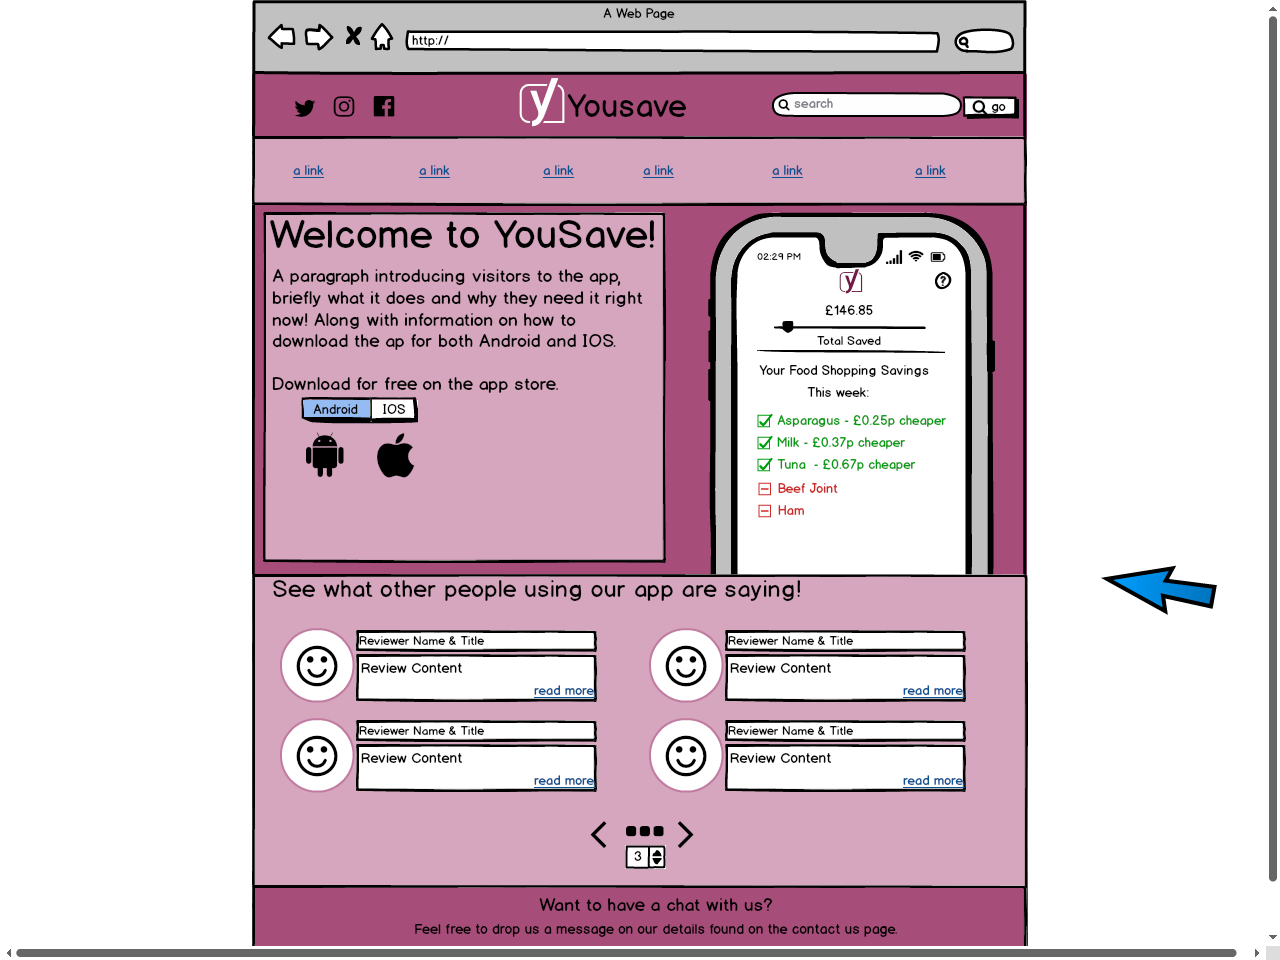 A Web Page
http://
y Yousave
search
go
a link a link a link a link a link a link
Welcome to YouSave!
A paragraph introducing visitors to the app,
briefly what it does and why they need it right
now! Along with information on how to
download the ap for both Android and IOS.
Download for free on the app store.
Android IOS
02:29 PM
y
?
£146.85
Total Saved
Your Food Shopping Savings
This week:
Asparagus - £0.25p cheaper
Milk - £0.37p cheaper
Tuna - £0.67p cheaper
Beef Joint
Ham
See what other people using our app are saying!
Reviewer Name & Title
Review Content
read more
Reviewer Name & Title
Review Content
read more
Reviewer Name & Title
Review Content
read more
Reviewer Name & Title
Review Content
read more
3
Want to have a chat with us?
Feel free to drop us a message on our details found on the contact us page.